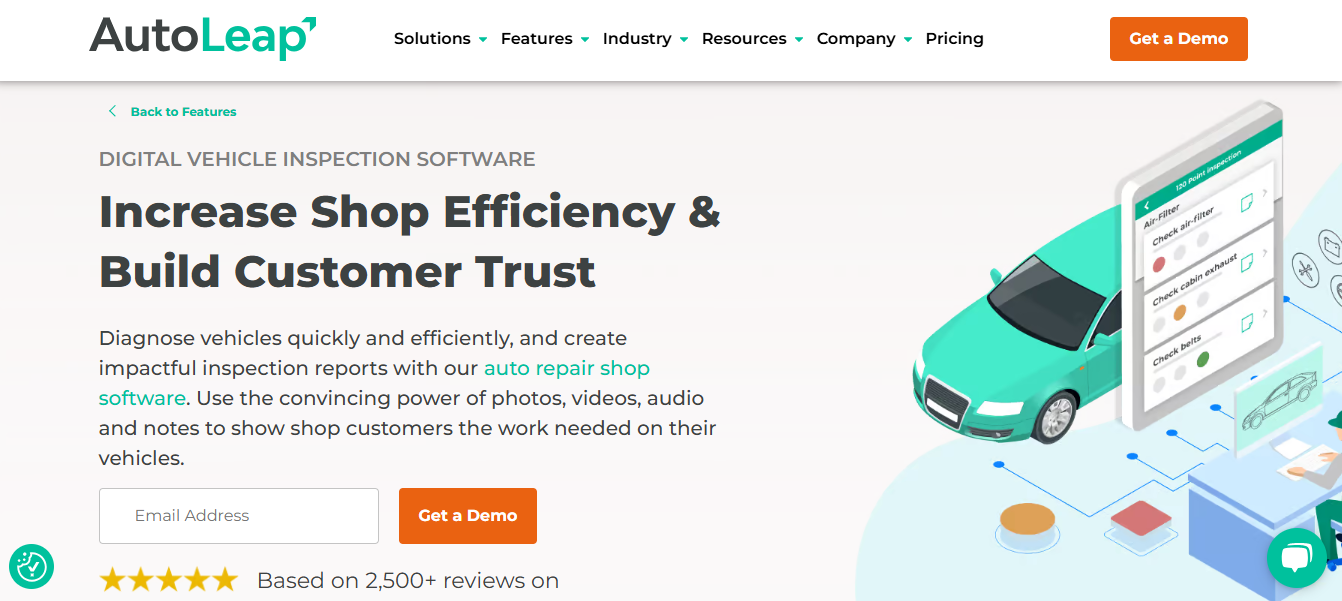 AutoLeap
Solutions Features Industry Resources Company Pricing
Get a Demo
Back to Features
DIGITAL VEHICLE INSPECTION SOFTWARE
Increase Shop Efficiency &
Build Customer Trust
Diagnose vehicles quickly and efficiently, and create
impactful inspection reports with our auto repair shop
software. Use the convincing power of photos, videos, audio
and notes to show shop customers the work needed on their
vehicles.
Email Address
Get a Demo
Based on 2,500+ reviews on
120 Point inspection
Air-Filter
Check air-filter
Check cabin exhaust
Check belts